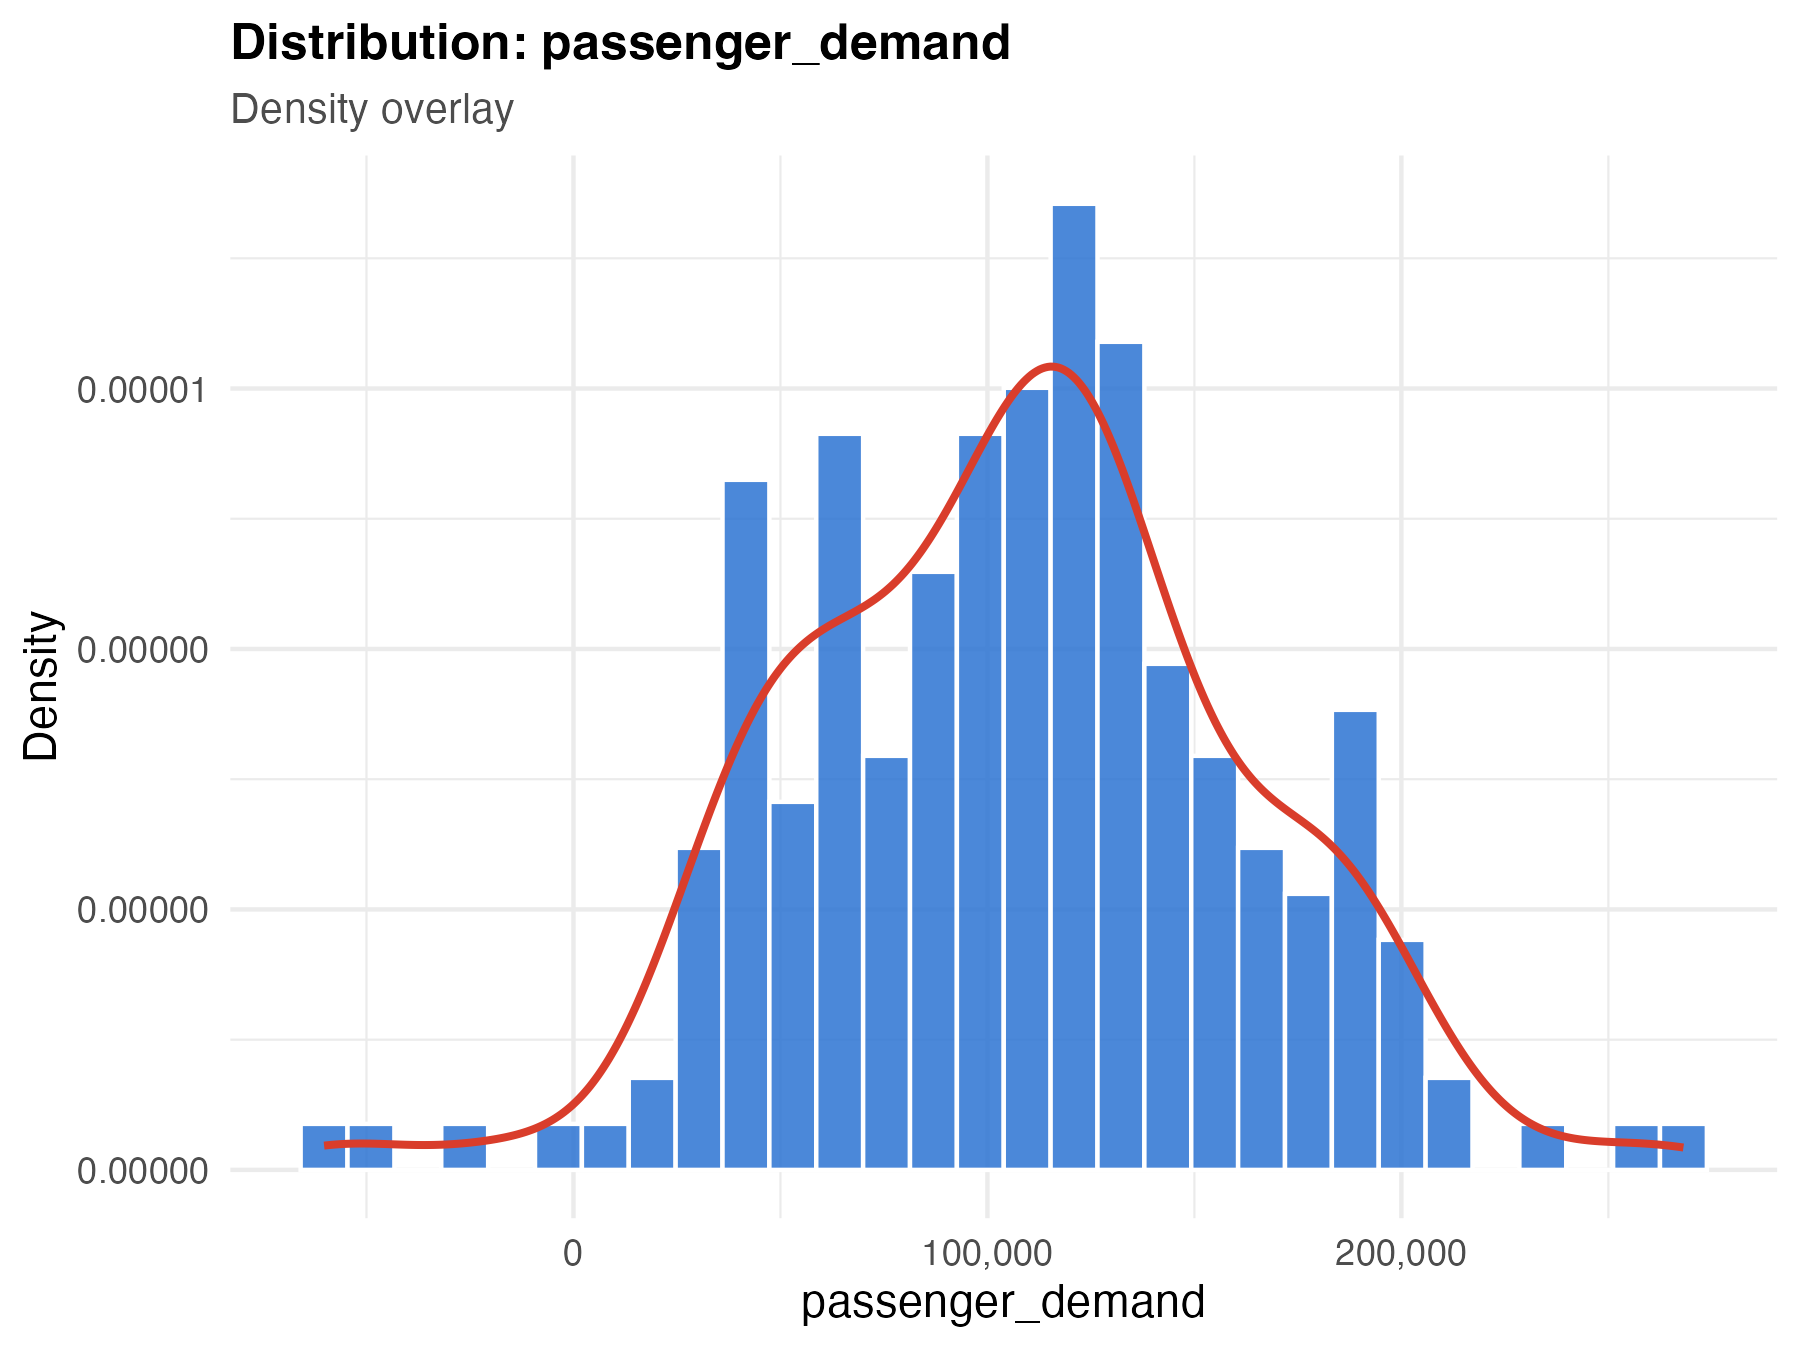 Distribution: passenger_demand
Density overlay
Density
0.00001
0.00000
0.00000
0.00000
0
100,000
200,000
passenger_demand